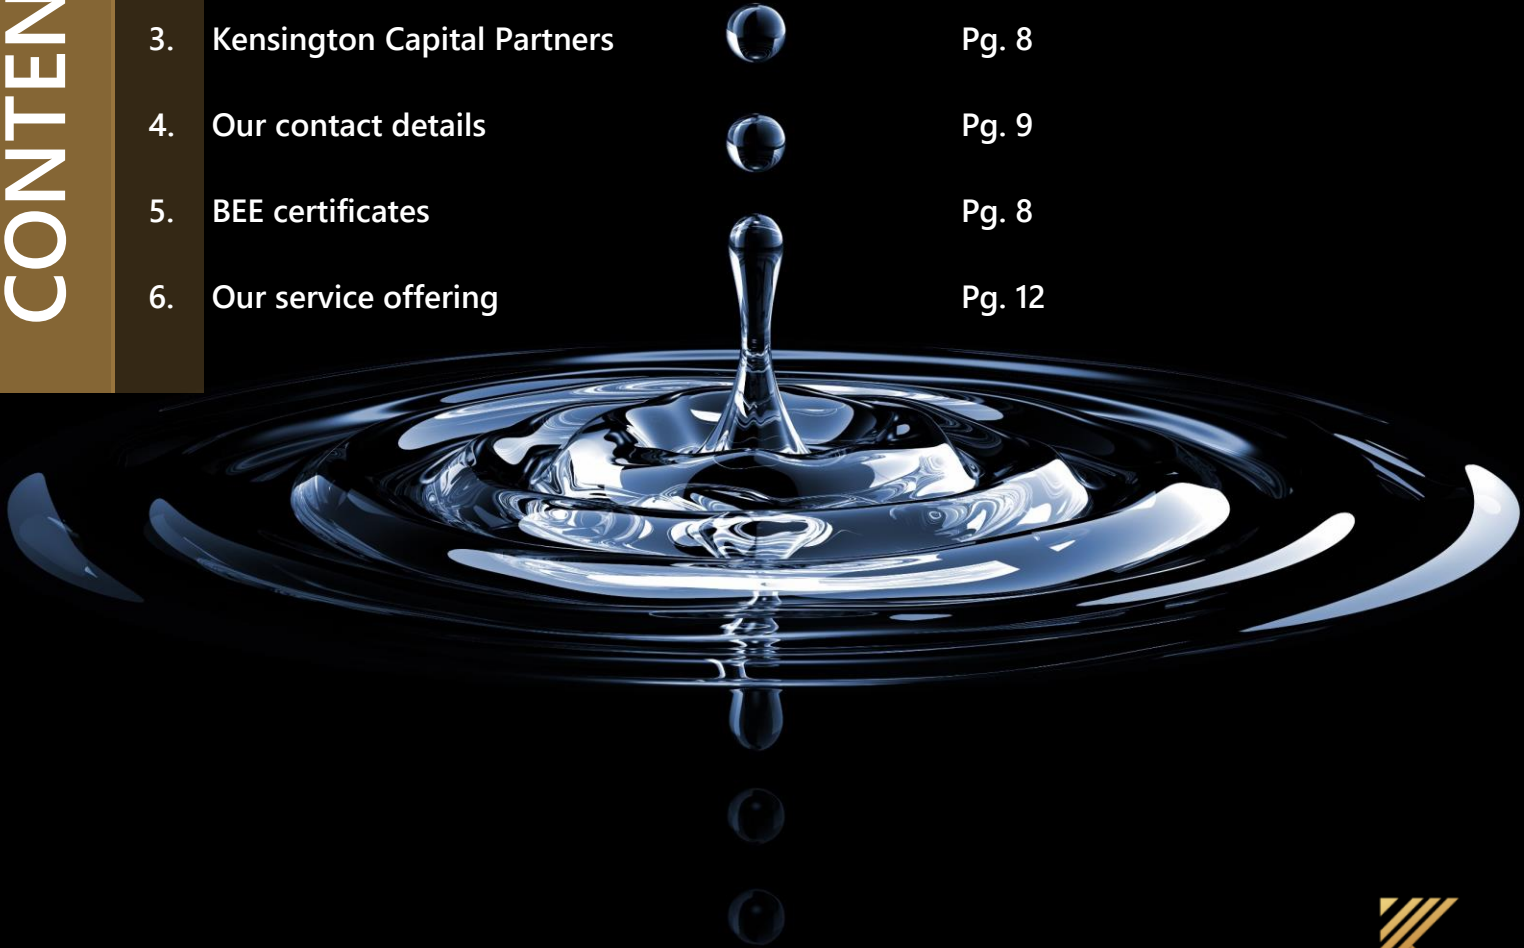 CONTEN
3. Kensington Capital Partners Pg. 8
4. Our contact details Pg. 9
5. BEE certificates Pg. 8
6. Our service offering Pg. 12